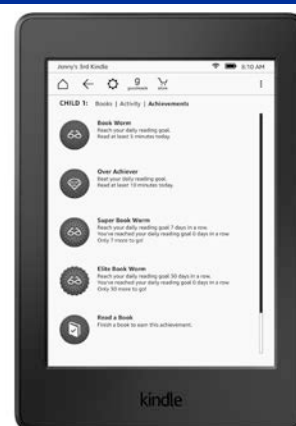 Jonny's 3rd Kindle 5:10 AM
goodreads store
CHILD 1: Books | Activity | Achievements
Book Worm
Reach your daily reading goal.
Read at least 5 minutes today.
Over Achiever
Beat your daily reading goal.
Read at least 10 minutes today.
Super Book Worm
Reach your daily reading goal 7 days in a row.
You've reached your daily reading goal 0 days in a row
Only 7 more to go!
Elite Book Worm
Reach your daily reading goal 30 days in a row.
You've reached your daily reading goal 0 days in a row
Only 30 more to go!
Read a Book
Finish a book to earn this achievement.
kindle